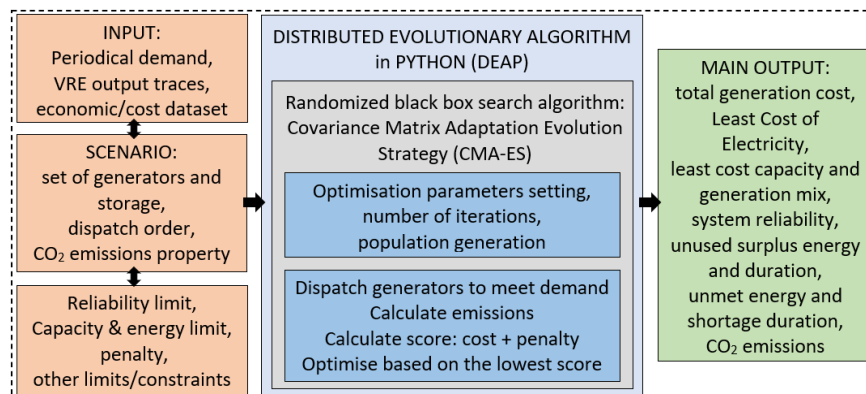 INPUT:
Periodical demand,
VRE output traces,
economic/cost dataset
SCENARIO:
set of generators and
storage,
dispatch order,
CO₂ emissions property
Reliability limit,
Capacity & energy limit,
penalty,
other limits/constraints
DISTRIBUTED EVOLUTIONARY ALGORITHM
in PYTHON (DEAP)
Randomized black box search algorithm:
Covariance Matrix Adaptation Evolution
Strategy (CMA-ES)
Optimisation parameters setting,
number of iterations,
population generation
Dispatch generators to meet demand
Calculate emissions
Calculate score: cost + penalty
Optimise based on the lowest score
MAIN OUTPUT:
total generation cost,
Least Cost of
Electricity,
least cost capacity and
generation mix,
system reliability,
unused surplus energy
and duration,
unmet energy and
shortage duration,
CO₂ emissions